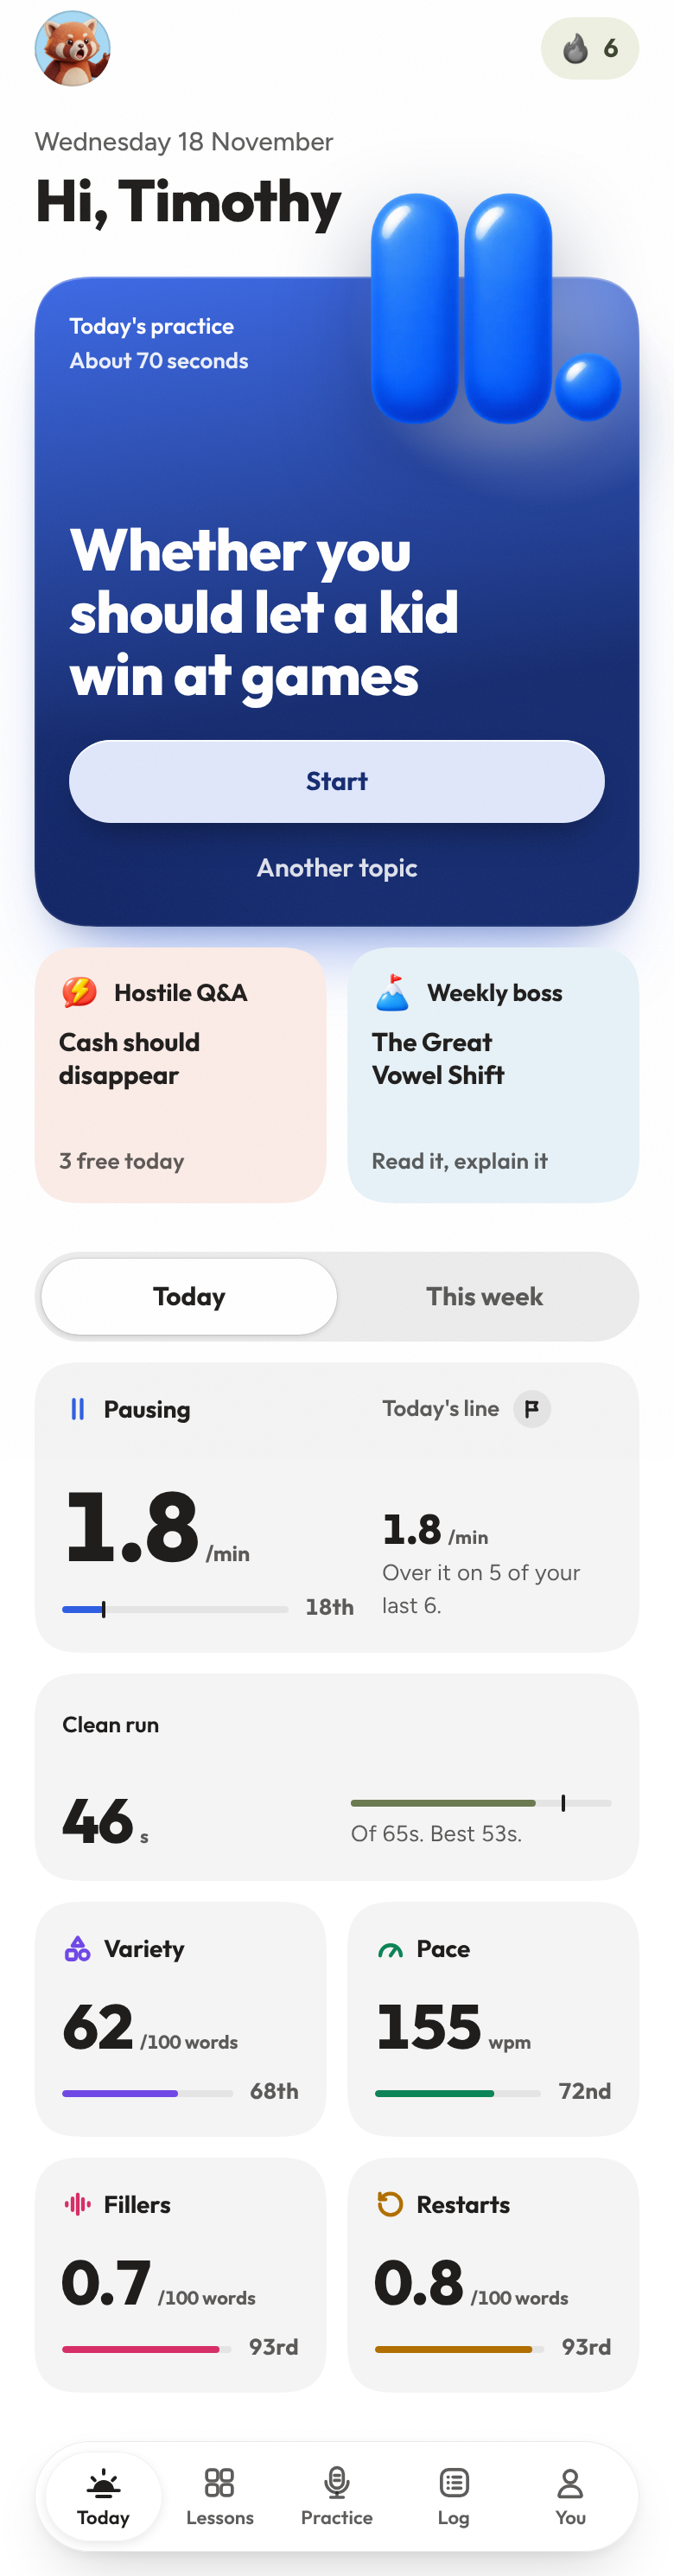 6
Wednesday 18 November
Hi, Timothy
Today's practice
About 70 seconds
Whether you
should let a kid
win at games
Start
Another topic
Hostile Q&A
Cash should
disappear
3 free today
Weekly boss
The Great
Vowel Shift
Read it, explain it
Today
This week
Pausing
1.8 /min
18th
Today's line
1.8 /min
Over it on 5 of your
last 6.
Clean run
46 s
Of 65s. Best 53s.
Variety
62 /100 words
68th
Pace
155 wpm
72nd
Fillers
0.7 /100 words
93rd
Restarts
0.8 /100 words
93rd
Today
Lessons
Practice
Log
You